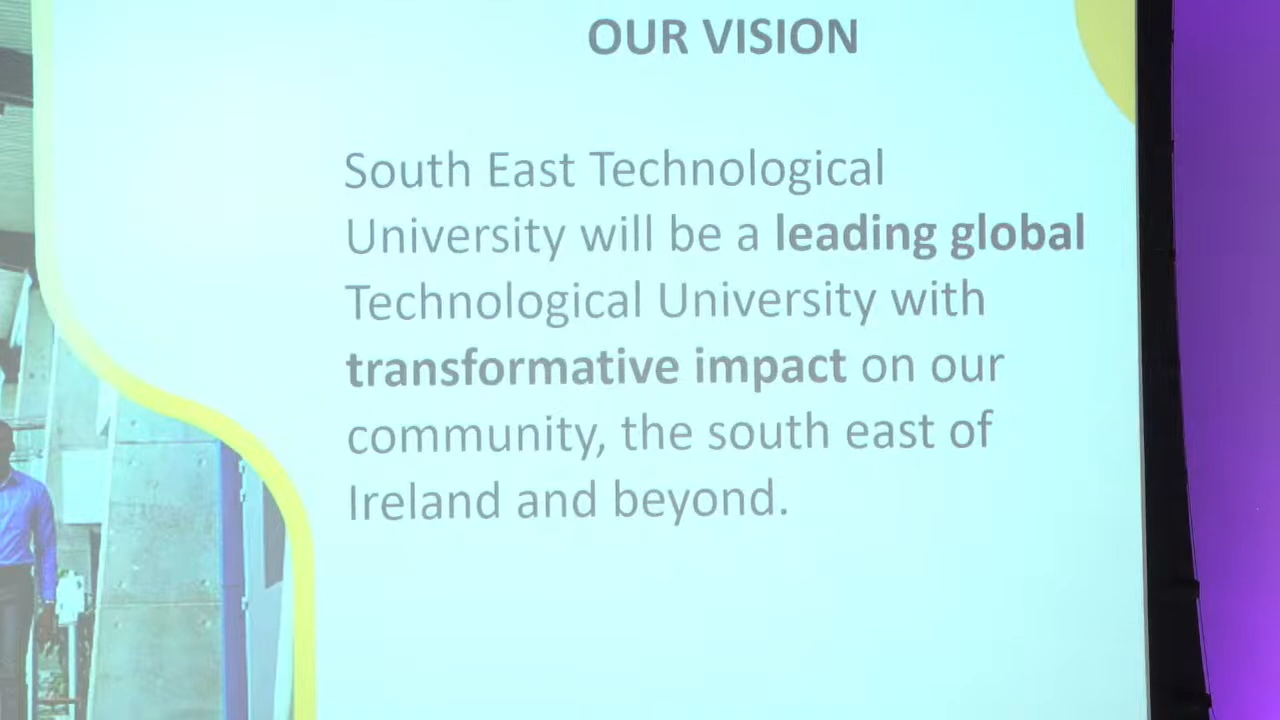 OUR VISION
South East Technological
University will be a leading global
Technological University with
transformative impact on our
community, the south east of
Ireland and beyond.